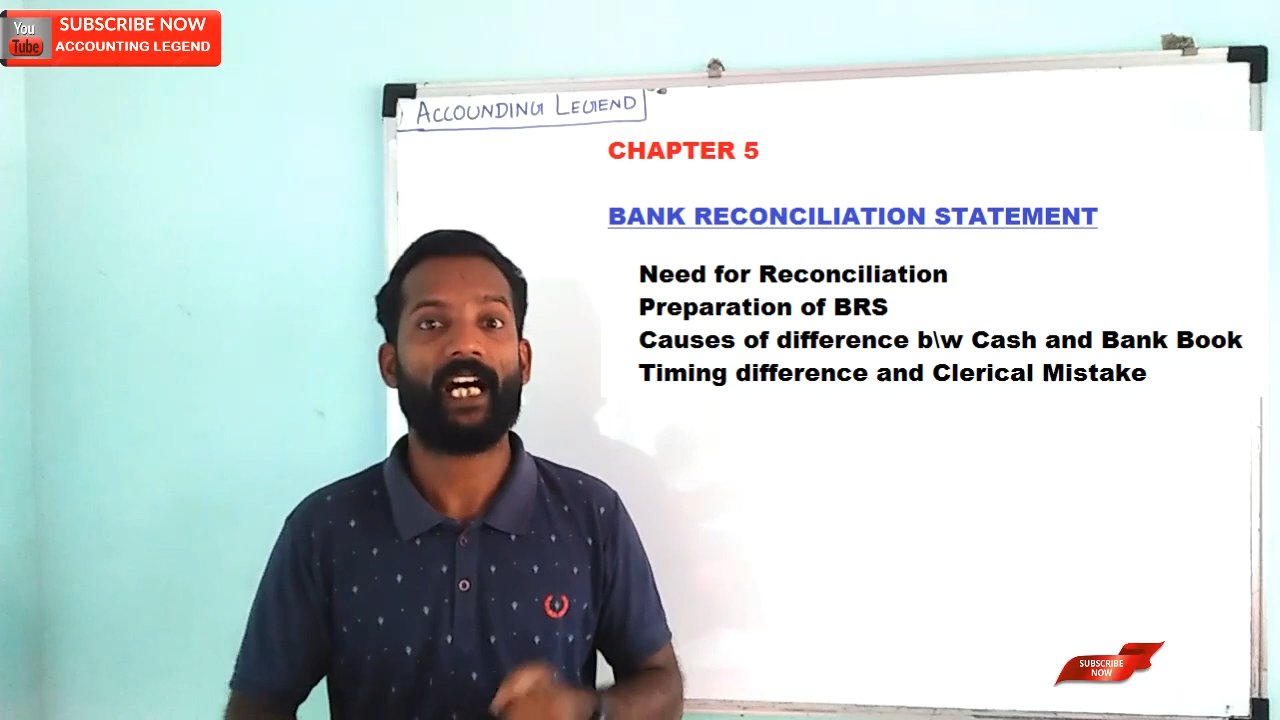 You
Tube
SUBSCRIBE NOW
ACCOUNTING LEGEND
ACCOUNDING LEGEND
CHAPTER 5
BANK RECONCILIATION STATEMENT
Need for Reconciliation
Preparation of BRS
Causes of difference b\w Cash and Bank Book
Timing difference and Clerical Mistake
SUBSCRIBE
NOW